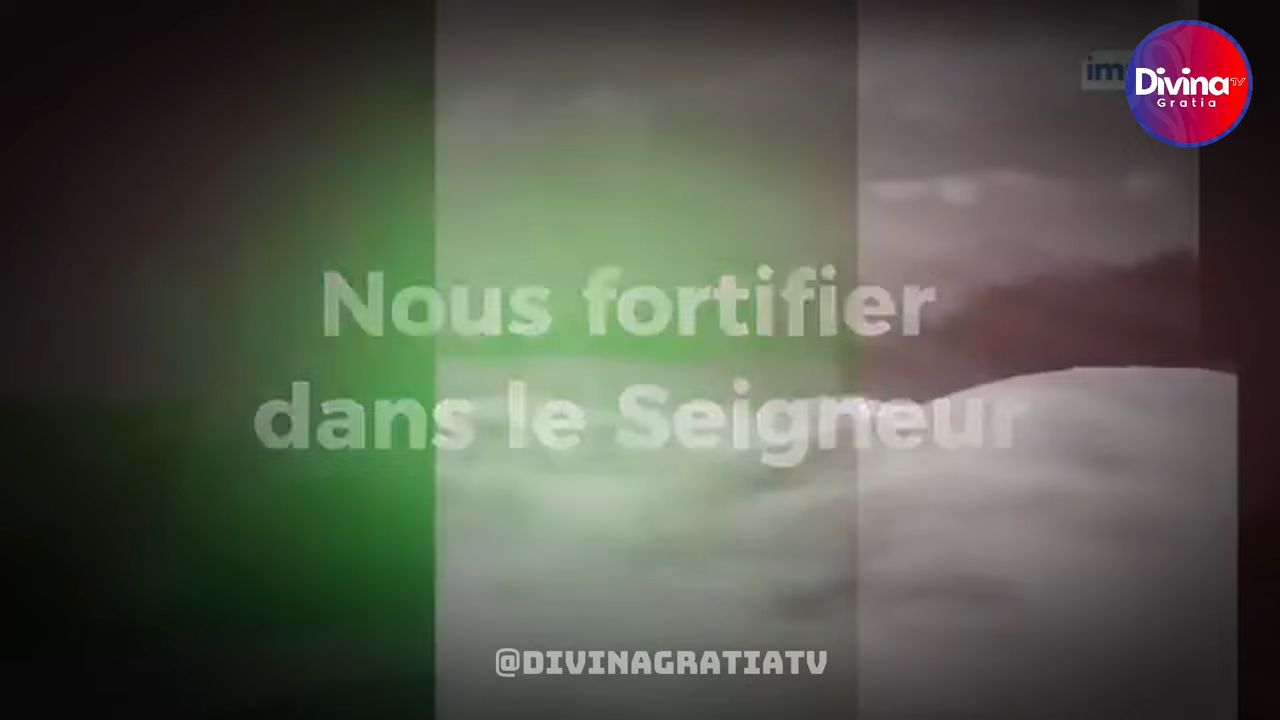 Divina TV
Gratia
Nous fortifier
dans le Seigneur
@DIVINAGRATIATV